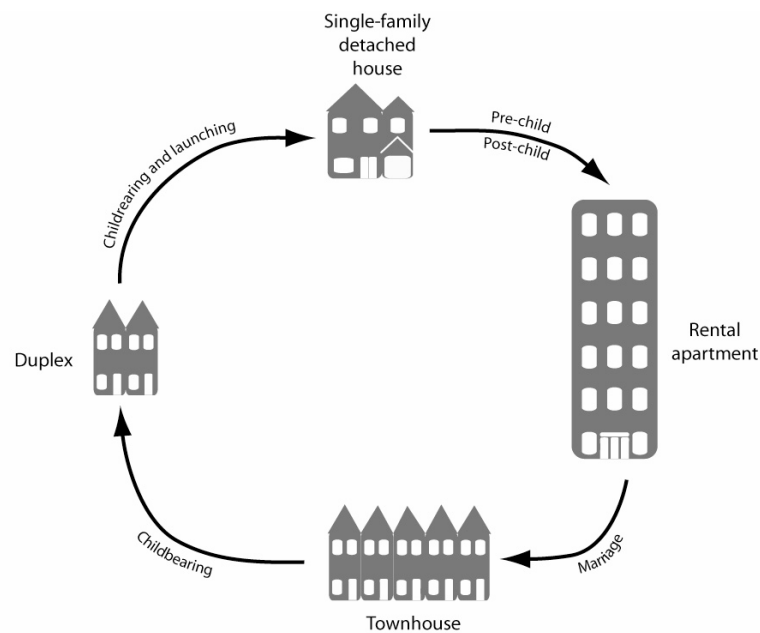 Single-family
detached
house
Pre-child
Post-child
Childrearing and launching
Rental
apartment
Duplex
Marriage
Childbearing
Townhouse